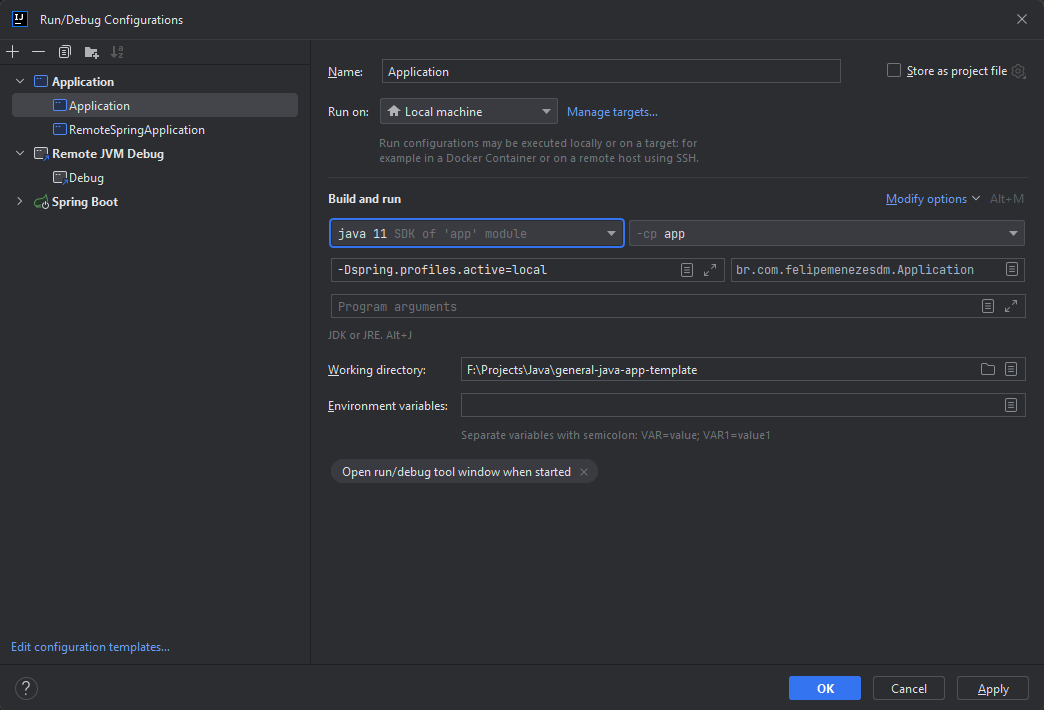 Run/Debug Configurations
Application
Application
RemoteSpringApplication
Remote JVM Debug
Debug
Spring Boot
Edit configuration templates...
Name: Application
Store as project file
Run on: Local machine Manage targets...
Run configurations may be executed locally or on a target: for
example in a Docker Container or on a remote host using SSH.
Build and run
Modify options Alt+M
java 11 SDK of 'app' module
-cp app
-Dspring.profiles.active=local
br.com.felipemenezesdm.Application
Program arguments
JDK or JRE. Alt+J
Working directory: F:\Projects\Java\general-java-app-template
Environment variables:
Separate variables with semicolon: VAR=value; VAR1=value1
Open run/debug tool window when started
?
OK Cancel Apply